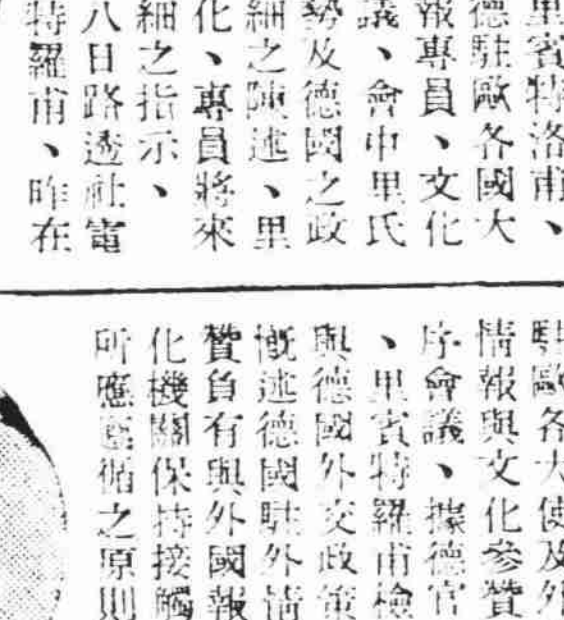 里賓特洛甫、
德駐歐各國大
報專員、文化
議、會中里氏
勢及德國之政
細之陳述、里
化、專員將來
細之指示、
八日路透社電
特羅甫、昨在
駐歐各大使及外
情報與文化參贊
序會議、據德官
、里賓特羅甫檢
與德國外交政策
概述德國駐外情
贊負有與外國報
化機關保持接觸
所應遵循之原則